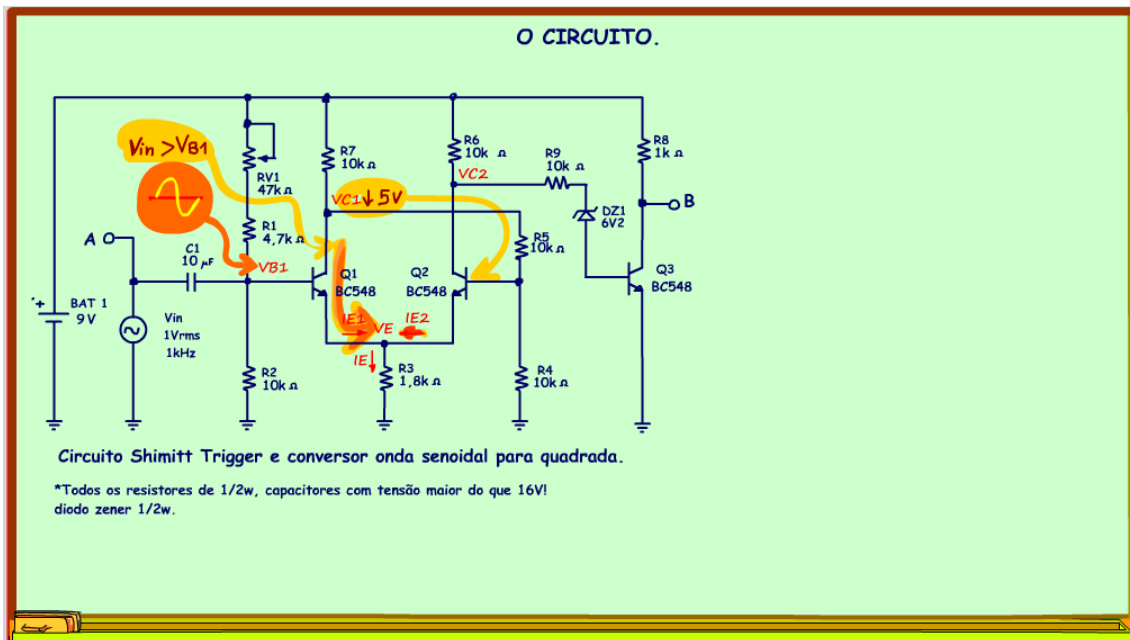 O CIRCUITO.
Vin >VB1
RV1
47kΩ
R7
10kΩ
R6
10k Ω
R9
10k Ω
R8
1k Ω
VC2
VC1 ↓ 5v
DZ1
6V2
B
R1
4,7k Ω
R5
10k Ω
A
C1
10 µF
VB1
Q1
BC548
Q2
BC548
Q3
BC548
+
BAT 1
9V
Vin
1Vrms
1kHz
IE1
VE
IE2
IE
R2
10k Ω
R3
1,8k Ω
R4
10k Ω
Circuito Shimitt Trigger e conversor onda senoidal para quadrada.
*Todos os resistores de 1/2w, capacitores com tensão maior do que 16V!
diodo zener 1/2w.